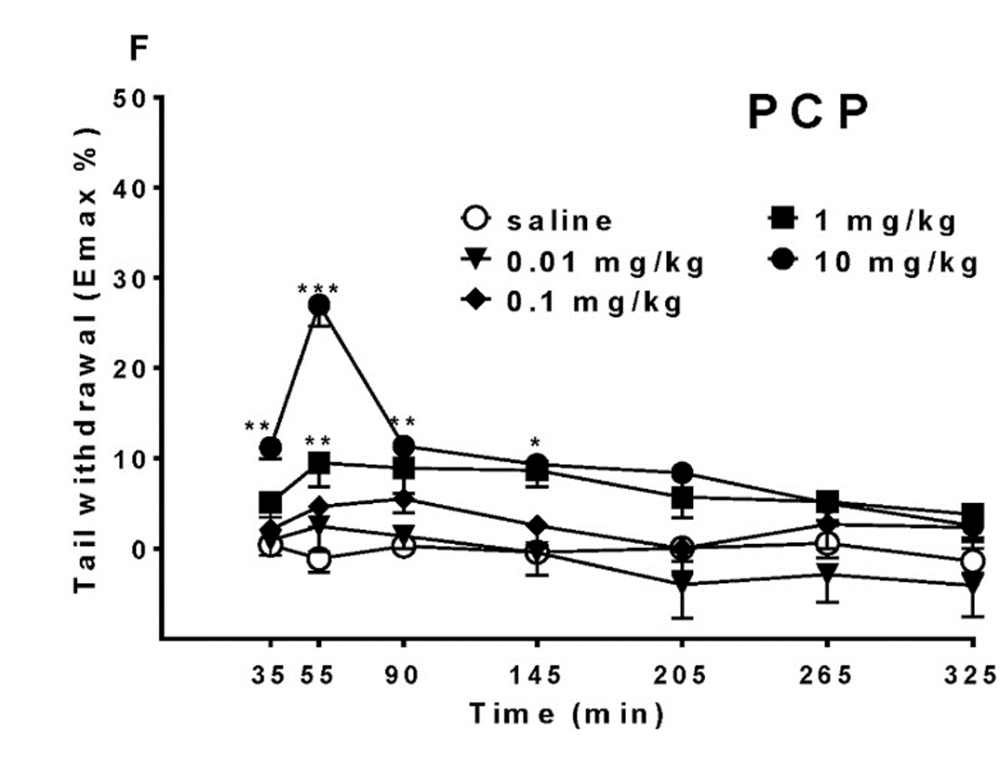 F
PCP
50
40
30
20
10
0
Tail withdrawal (Emax %)
saline
0.01 mg/kg
0.1 mg/kg
1 mg/kg
10 mg/kg
***
**
**
**
*
35 55 90 145 205 265 325
Time (min)